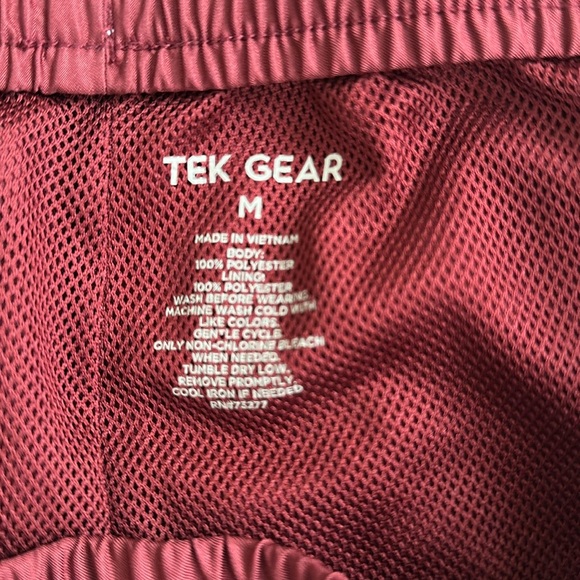 TEK GEAR
M
MADE IN VIETNAM
BODY:
100% POLYESTER
LINING:
100% POLYESTER
WASH BEFORE WEARING.
MACHINE WASH COLD WITH
LIKE COLORS.
GENTLE CYCLE.
ONLY NON-CHLORINE BLEACH
WHEN NEEDED.
TUMBLE DRY LOW.
REMOVE PROMPTLY.
COOL IRON IF NEEDED
RN#73277